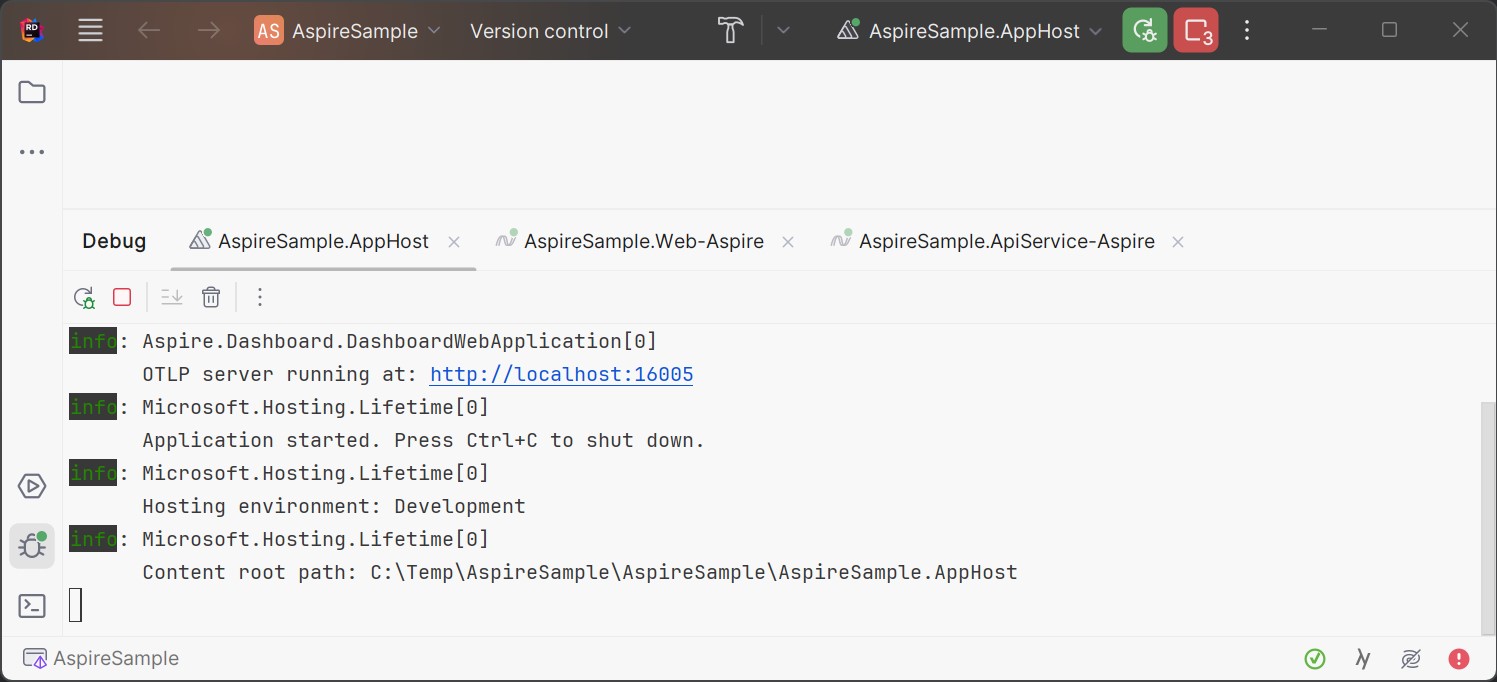 RD
AS AspireSample Version control AspireSample.AppHost 3
Debug AspireSample.AppHost AspireSample.Web-Aspire AspireSample.ApiService-Aspire
info: Aspire.Dashboard.DashboardWebApplication[0]
OTLP server running at: http://localhost:16005
info: Microsoft.Hosting.Lifetime[0]
Application started. Press Ctrl+C to shut down.
info: Microsoft.Hosting.Lifetime[0]
Hosting environment: Development
info: Microsoft.Hosting.Lifetime[0]
Content root path: C:\Temp\AspireSample\AspireSample\AspireSample.AppHost
AspireSample